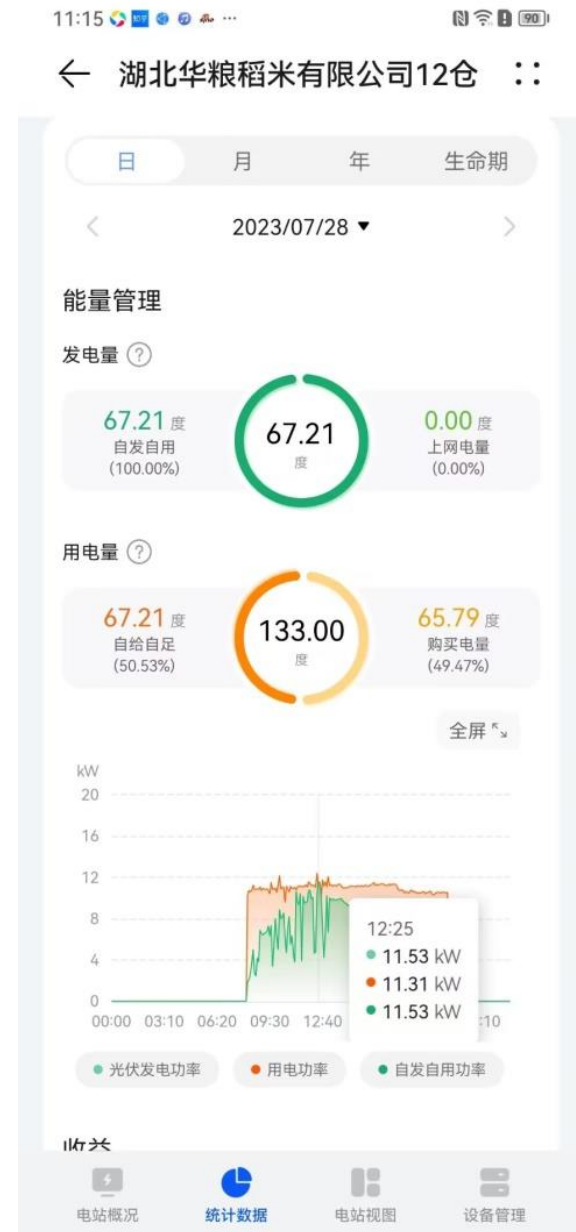 11:15 知乎 ··· 90
湖北华粮稻米有限公司12仓
日 月 年 生命期
2023/07/28
能量管理
发电量 ?
67.21 度
自发自用
(100.00%)
67.21
度
0.00 度
上网电量
(0.00%)
用电量 ?
67.21 度
自给自足
(50.53%)
133.00
度
65.79 度
购买电量
(49.47%)
全屏
kW
20
16
12
8
4
0
12:25
11.53 kW
11.31 kW
11.53 kW
00:00 03:10 06:20 09:30 12:40 :10
光伏发电功率 用电功率 自发自用功率
收益
电站概况 统计数据 电站视图 设备管理